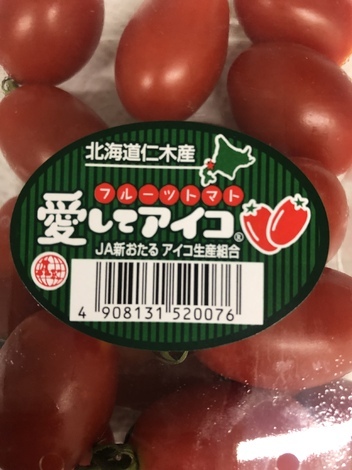 北海道仁木産
フルーツトマト
愛してアイコ®
JA新おたる アイコ生産組合
4 908131 520076